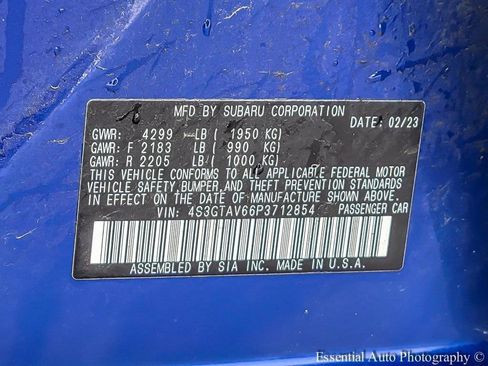 MFD BY SUBARU CORPORATION
DATE: 02/23
GVWR: 4299 LB ( 1950 KG)
GAWR: F 2183 LB ( 990 KG)
GAWR: R 2205 LB ( 1000 KG)
THIS VEHICLE CONFORMS TO ALL APPLICABLE FEDERAL MOTOR
VEHICLE SAFETY, BUMPER, AND THEFT PREVENTION STANDARDS
IN EFFECT ON THE DATE OF MANUFACTURE SHOWN ABOVE.
VIN: 4S3GTAV66P3712854 PASSENGER CAR
ASSEMBLED BY SIA INC. MADE IN U.S.A.
Essential Auto Photography ©